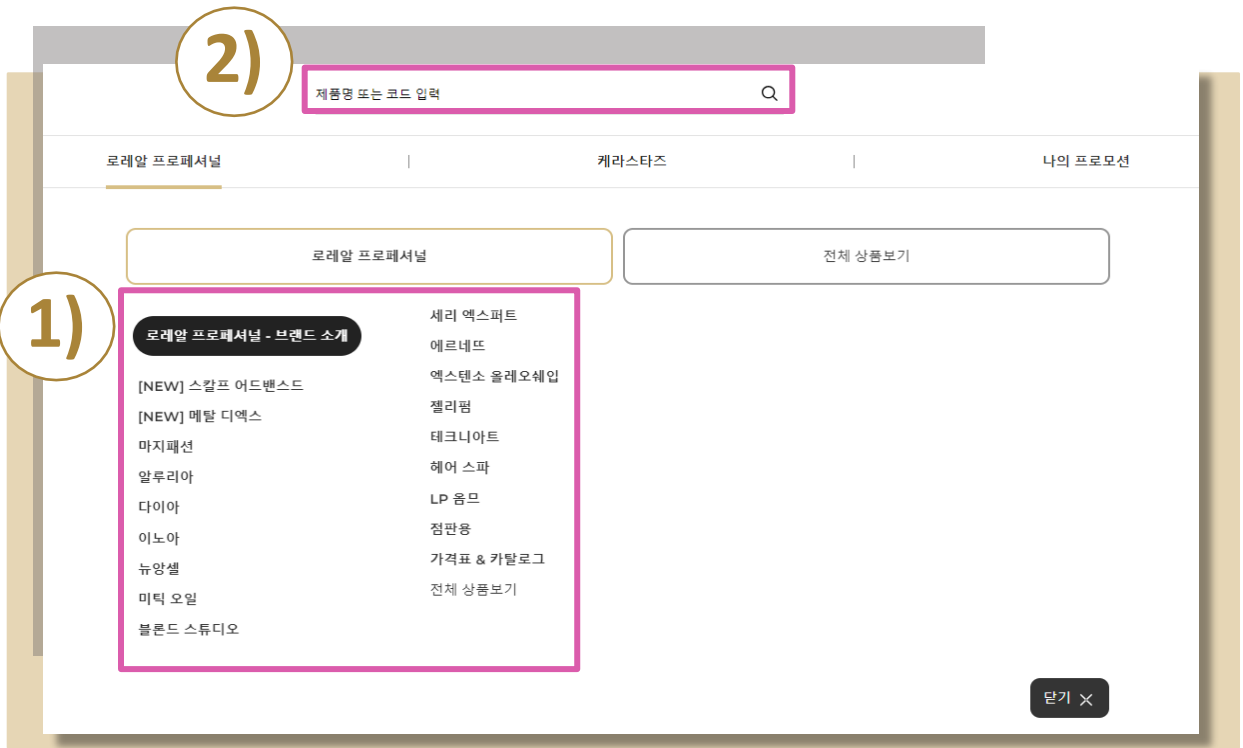 2)
제품명 또는 코드 입력
로레알 프로페셔널 | 케라스타즈 | 나의 프로모션
로레알 프로페셔널
전체 상품보기
1)
로레알 프로페셔널 - 브랜드 소개
[NEW] 스칼프 어드밴스드
[NEW] 메탈 디엑스
마지패션
알루리아
다이아
이노아
뉴앙셀
미틱 오일
블론드 스튜디오
세리 엑스퍼트
에르네뜨
엑스텐소 올레오쉐입
젤리펌
테크니아트
헤어 스파
LP 옴므
점판용
가격표 & 카탈로그
전체 상품보기
닫기